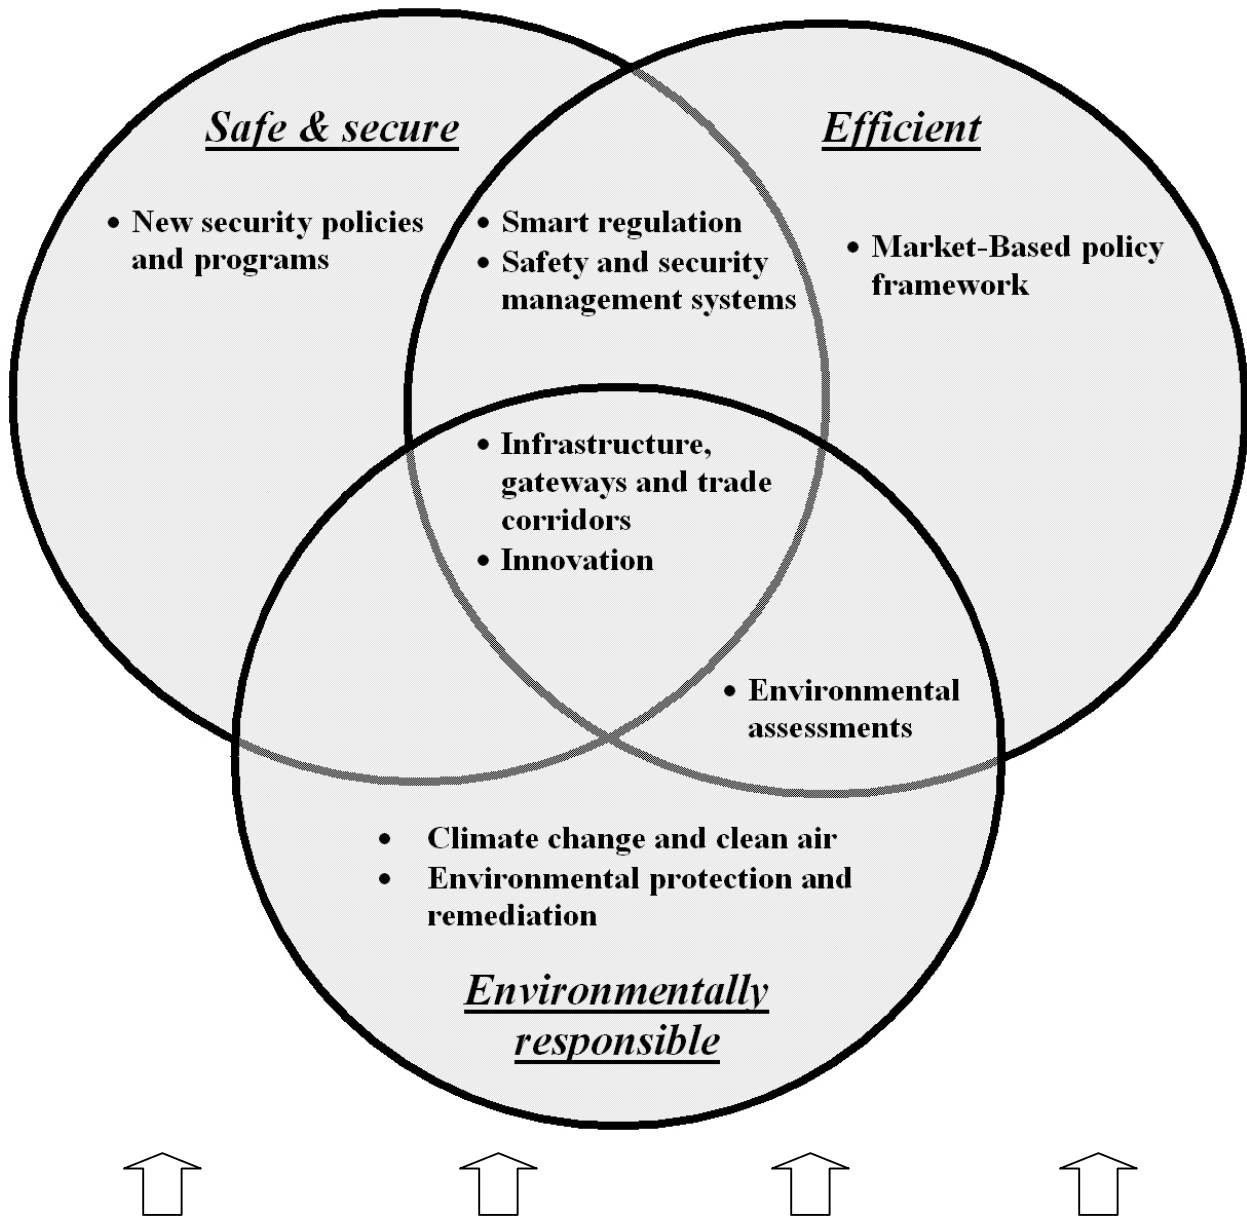 Safe & secure
Efficient
• New security policies
and programs
• Smart regulation
• Safety and security
management systems
• Market-Based policy
framework
• Infrastructure,
gateways and trade
corridors
• Innovation
• Environmental
assessments
• Climate change and clean air
• Environmental protection and
remediation
Environmentally
responsible